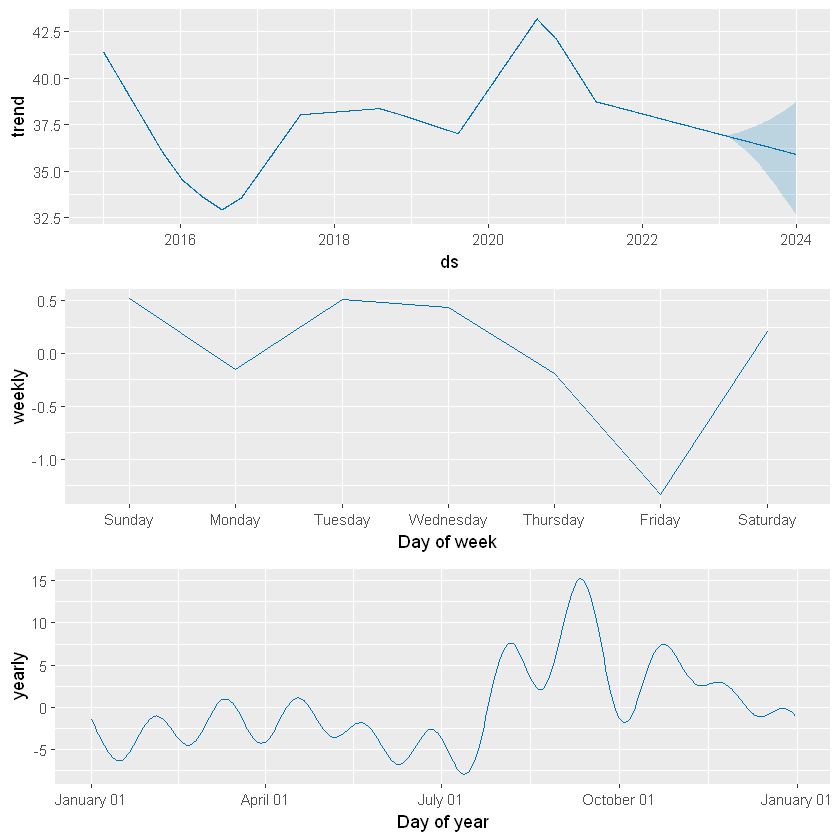 42.5
40.0
37.5
35.0
32.5
trend
2016 2018 2020 2022 2024
ds
0.5
0.0
-0.5
-1.0
weekly
Sunday Monday Tuesday Wednesday Thursday Friday Saturday
Day of week
15
10
5
0
-5
yearly
January 01 April 01 July 01 October 01 January 01
Day of year